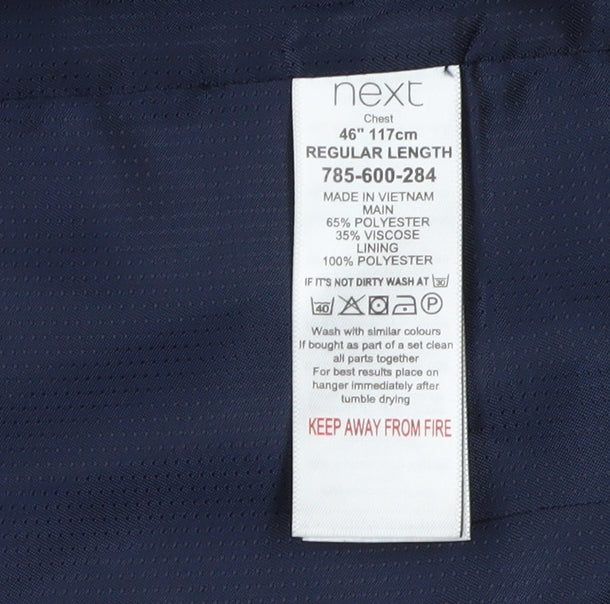 next
Chest
46" 117cm
REGULAR LENGTH
785-600-284
MADE IN VIETNAM
MAIN
65% POLYESTER
35% VISCOSE
LINING
100% POLYESTER
IF IT'S NOT DIRTY WASH AT 30
40 P
Wash with similar colours
If bought as part of a set clean
all parts together
For best results place on
hanger immediately after
tumble drying
KEEP AWAY FROM FIRE